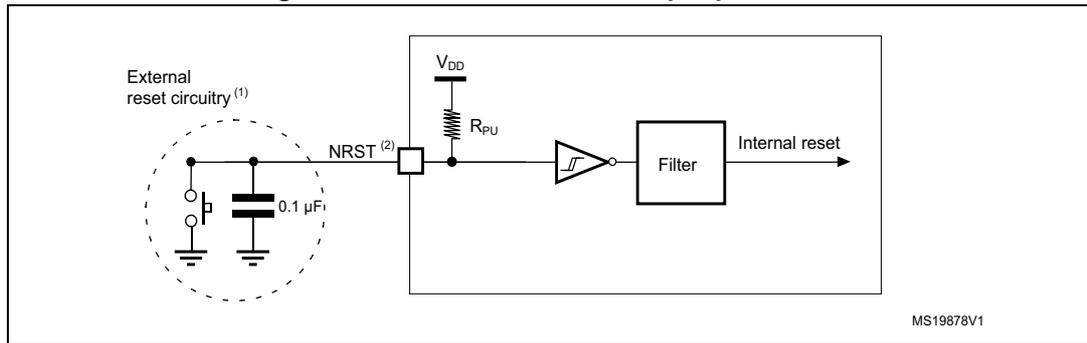 External
reset circuitry (1)
VDD
RPU
NRST (2)
Filter
Internal reset
0.1 μF
MS19878V1